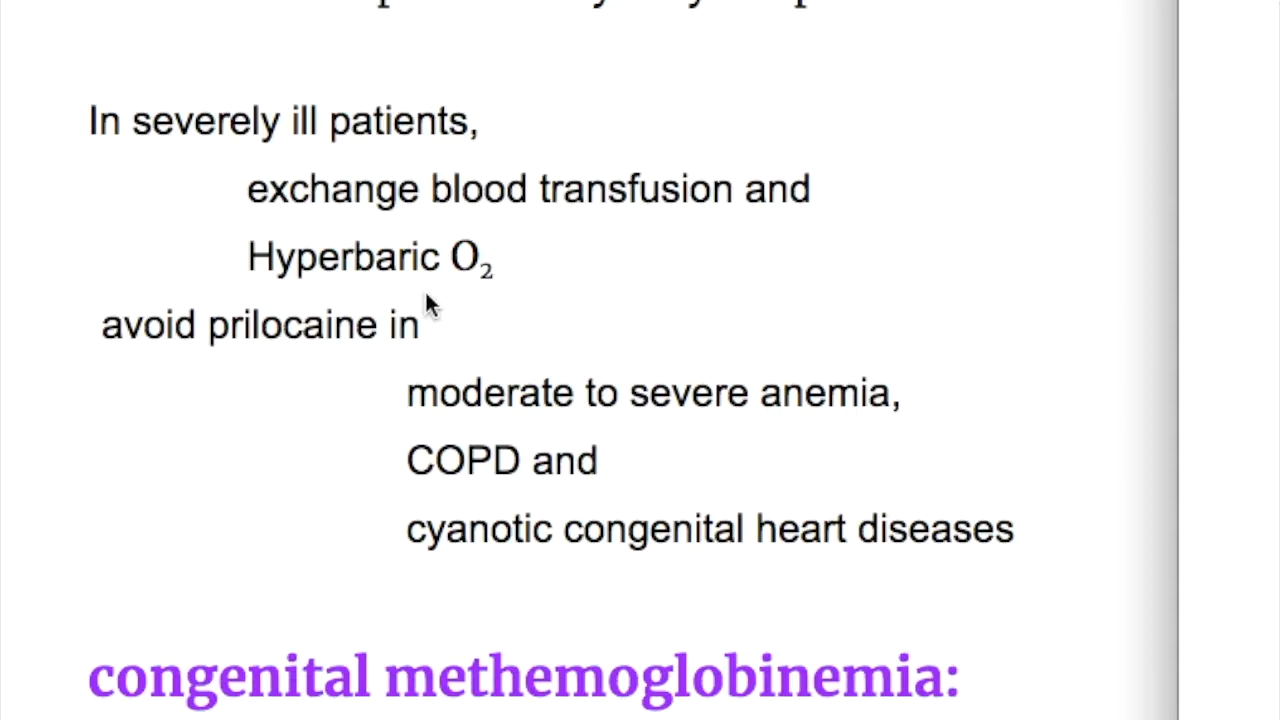 In severely ill patients,
exchange blood transfusion and
Hyperbaric O₂
avoid prilocaine in
moderate to severe anemia,
COPD and
cyanotic congenital heart diseases
congenital methemoglobinemia: